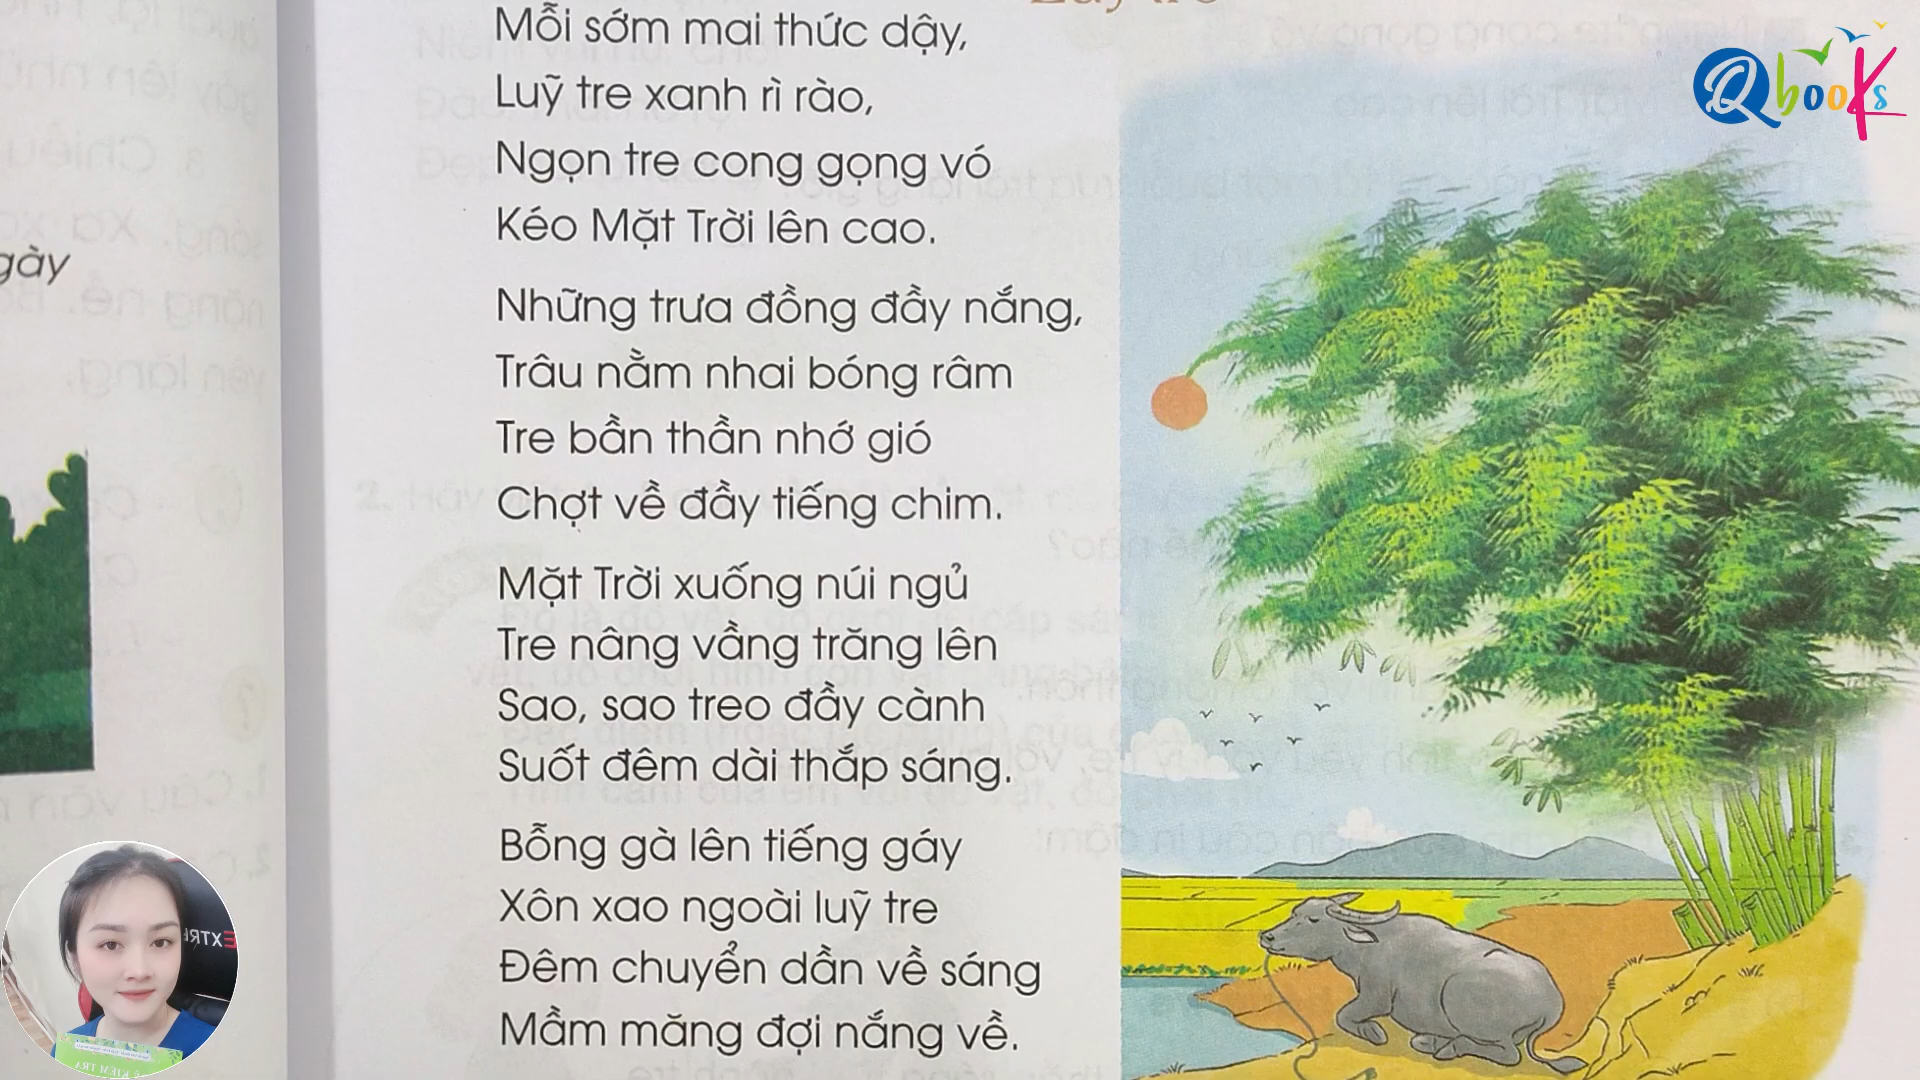 Mỗi sớm mai thức dậy,
Luỹ tre xanh rì rào,
Ngọn tre cong gọng vó
Kéo Mặt Trời lên cao.
Những trưa đồng đầy nắng,
Trâu nằm nhai bóng râm
Tre bần thần nhớ gió
Chợt về đầy tiếng chim.
Mặt Trời xuống núi ngủ
Tre nâng vầng trăng lên
Sao, sao treo đầy cành
Suốt đêm dài thắp sáng.
Bỗng gà lên tiếng gáy
Xôn xao ngoài luỹ tre
Đêm chuyển dần về sáng
Mầm măng đợi nắng về.
gày
Qbooks